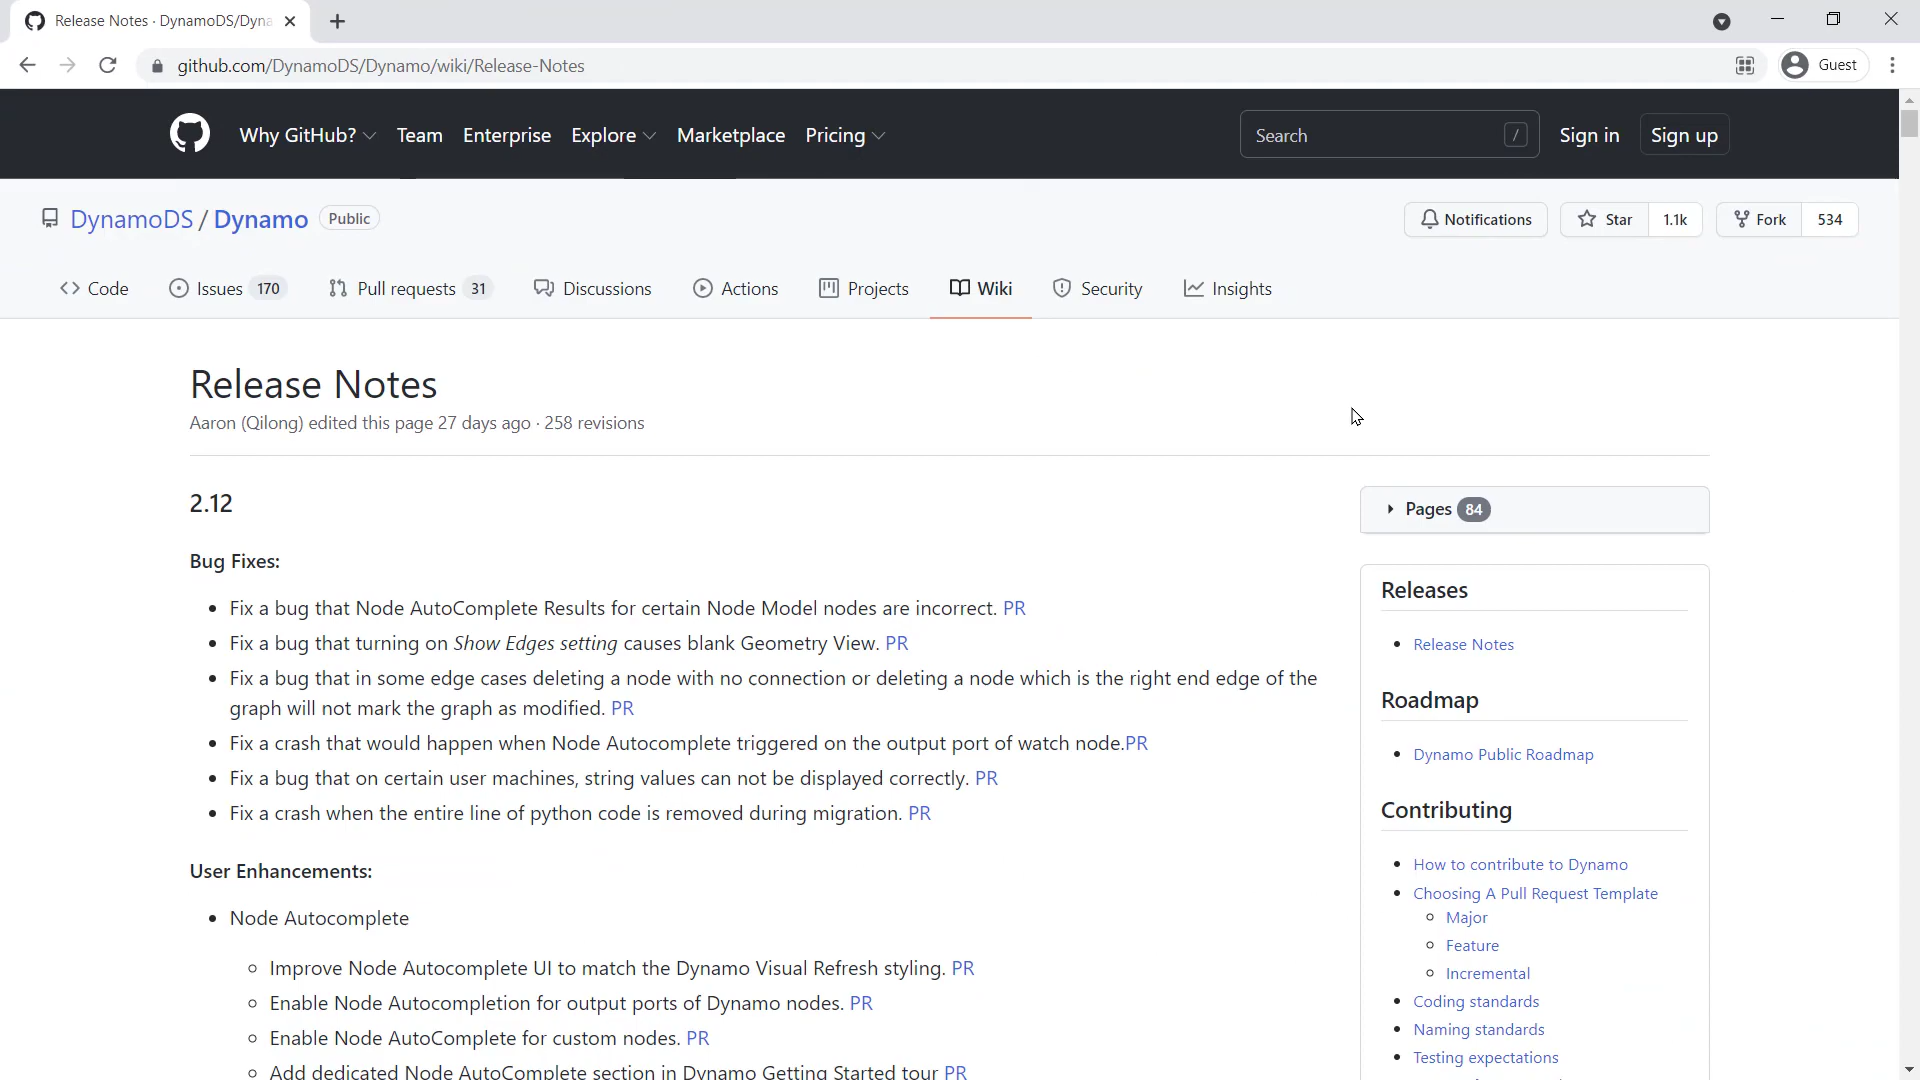 Release Notes · DynamoDS/Dyna
github.com/DynamoDS/Dynamo/wiki/Release-Notes
Guest
Why GitHub? Team Enterprise Explore Marketplace Pricing
Search /
Sign in Sign up
DynamoDS / Dynamo Public
Notifications Star 1.1k Fork 534
Code Issues 170 Pull requests 31 Discussions Actions Projects Wiki Security Insights
Release Notes
Aaron (Qilong) edited this page 27 days ago · 258 revisions
2.12
Bug Fixes:
• Fix a bug that Node AutoComplete Results for certain Node Model nodes are incorrect. PR
• Fix a bug that turning on Show Edges setting causes blank Geometry View. PR
• Fix a bug that in some edge cases deleting a node with no connection or deleting a node which is the right end edge of the
graph will not mark the graph as modified. PR
• Fix a crash that would happen when Node Autocomplete triggered on the output port of watch node.PR
• Fix a bug that on certain user machines, string values can not be displayed correctly. PR
• Fix a crash when the entire line of python code is removed during migration. PR
User Enhancements:
• Node Autocomplete
Improve Node Autocomplete UI to match the Dynamo Visual Refresh styling. PR
Enable Node Autocompletion for output ports of Dynamo nodes. PR
Enable Node AutoComplete for custom nodes. PR
Add dedicated Node AutoComplete section in Dynamo Getting Started tour PR
Pages 84
Releases
• Release Notes
Roadmap
• Dynamo Public Roadmap
Contributing
• How to contribute to Dynamo
• Choosing A Pull Request Template
Major
Feature
Incremental
• Coding standards
• Naming standards
• Testing expectations